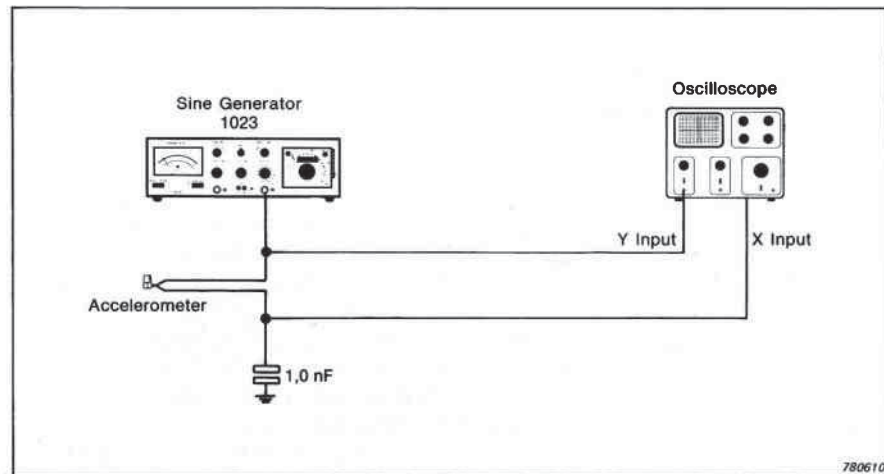 Oscilloscope
Sine Generator
1023
Y Input
X Input
Accelerometer
1,0 nF
780610